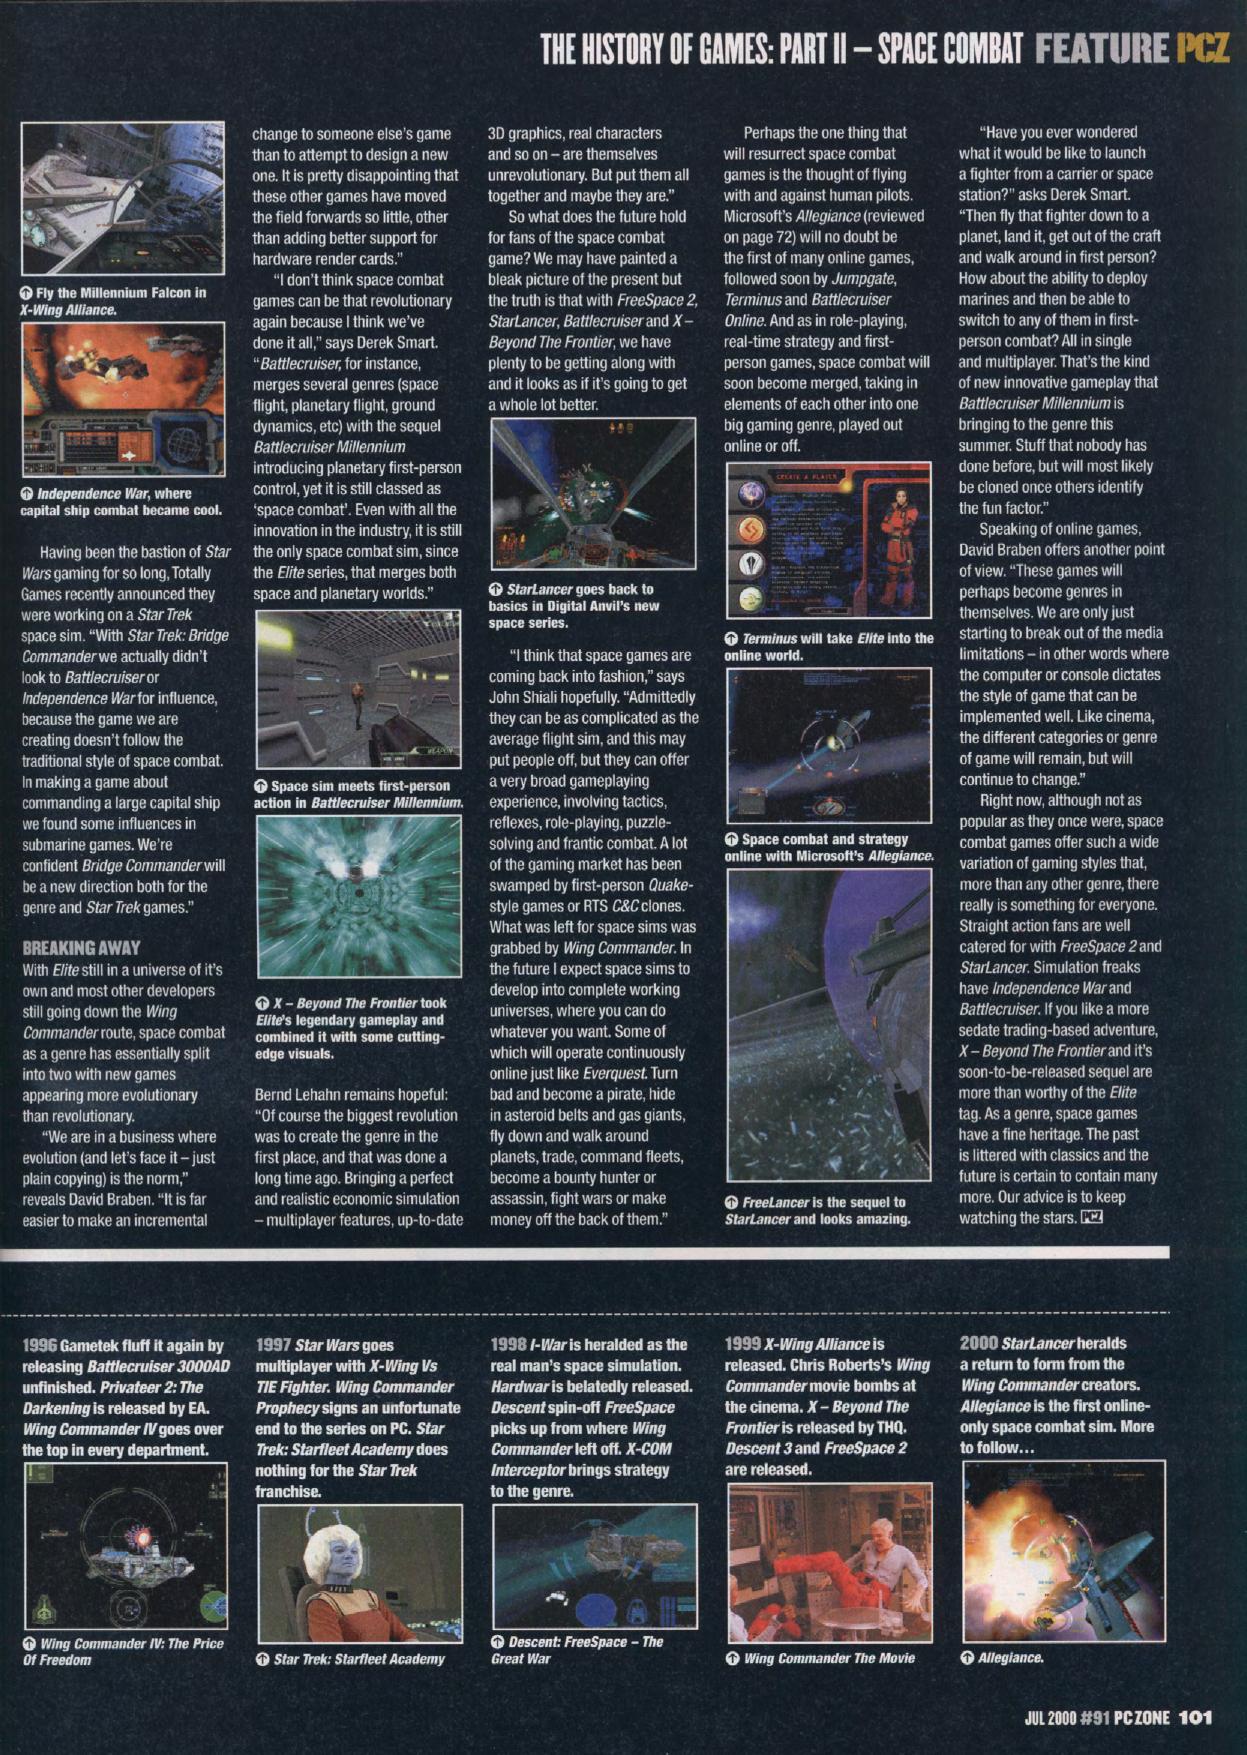 THE HISTORY OF GAMES: PART II – SPACE COMBAT FEATURE PCZ
Fly the Millennium Falcon in
X-Wing Alliance.
Independence War, where
capital ship combat became cool.
Having been the bastion of Star
Wars gaming for so long, Totally
Games recently announced they
were working on a Star Trek
space sim. “With Star Trek: Bridge
Commander we actually didn’t
look to Battlecruiser or
Independence War for influence,
because the game we are
creating doesn’t follow the
traditional style of space combat.
In making a game about
commanding a large capital ship
we found some influences in
submarine games. We’re
confident Bridge Commander will
be a new direction both for the
genre and Star Trek games.”
BREAKING AWAY
With Elite still in a universe of it’s
own and most other developers
still going down the Wing
Commander route, space combat
as a genre has essentially split
into two with new games
appearing more evolutionary
than revolutionary.
“We are in a business where
evolution (and let’s face it – just
plain copying) is the norm,”
reveals David Braben. “It is far
easier to make an incremental
change to someone else’s game
than to attempt to design a new
one. It is pretty disappointing that
these other games have moved
the field forwards so little, other
than adding better support for
hardware render cards.”
“I don’t think space combat
games can be that revolutionary
again because I think we’ve
done it all,” says Derek Smart.
“Battlecruiser, for instance,
merges several genres (space
flight, planetary flight, ground
dynamics, etc) with the sequel
Battlecruiser Millennium
introducing planetary first-person
control, yet it is still classed as
‘space combat’. Even with all the
innovation in the industry, it is still
the only space combat sim, since
the Elite series, that merges both
space and planetary worlds.”
WEAPON
Space sim meets first-person
action in Battlecruiser Millennium.
X – Beyond The Frontier took
Elite’s legendary gameplay and
combined it with some cutting-
edge visuals.
Bernd Lehahn remains hopeful:
“Of course the biggest revolution
was to create the genre in the
first place, and that was done a
long time ago. Bringing a perfect
and realistic economic simulation
– multiplayer features, up-to-date
3D graphics, real characters
and so on – are themselves
unrevolutionary. But put them all
together and maybe they are.”
So what does the future hold
for fans of the space combat
game? We may have painted a
bleak picture of the present but
the truth is that with FreeSpace 2,
StarLancer, Battlecruiser and X –
Beyond The Frontier, we have
plenty to be getting along with
and it looks as if it’s going to get
a whole lot better.
StarLancer goes back to
basics in Digital Anvil’s new
space series.
“I think that space games are
coming back into fashion,” says
John Shiali hopefully. “Admittedly
they can be as complicated as the
average flight sim, and this may
put people off, but they can offer
a very broad gameplaying
experience, involving tactics,
reflexes, role-playing, puzzle-
solving and frantic combat. A lot
of the gaming market has been
swamped by first-person Quake-
style games or RTS C&C clones.
What was left for space sims was
grabbed by Wing Commander. In
the future I expect space sims to
develop into complete working
universes, where you can do
whatever you want. Some of
which will operate continuously
online just like Everquest. Turn
bad and become a pirate, hide
in asteroid belts and gas giants,
fly down and walk around
planets, trade, command fleets,
become a bounty hunter or
assassin, fight wars or make
money off the back of them.”
Perhaps the one thing that
will resurrect space combat
games is the thought of flying
with and against human pilots.
Microsoft’s Allegiance (reviewed
on page 72) will no doubt be
the first of many online games,
followed soon by Jumpgate,
Terminus and Battlecruiser
Online. And as in role-playing,
real-time strategy and first-
person games, space combat will
soon become merged, taking in
elements of each other into one
big gaming genre, played out
online or off.
CREATE A PLAYER
Terminus will take Elite into the
online world.
Space combat and strategy
online with Microsoft’s Allegiance.
FreeLancer is the sequel to
StarLancer and looks amazing.
“Have you ever wondered
what it would be like to launch
a fighter from a carrier or space
station?” asks Derek Smart.
“Then fly that fighter down to a
planet, land it, get out of the craft
and walk around in first person?
How about the ability to deploy
marines and then be able to
switch to any of them in first-
person combat? All in single
and multiplayer. That’s the kind
of new innovative gameplay that
Battlecruiser Millennium is
bringing to the genre this
summer. Stuff that nobody has
done before, but will most likely
be cloned once others identify
the fun factor.”
Speaking of online games,
David Braben offers another point
of view. “These games will
perhaps become genres in
themselves. We are only just
starting to break out of the media
limitations – in other words where
the computer or console dictates
the style of game that can be
implemented well. Like cinema,
the different categories or genre
of game will remain, but will
continue to change.”
Right now, although not as
popular as they once were, space
combat games offer such a wide
variation of gaming styles that,
more than any other genre, there
really is something for everyone.
Straight action fans are well
catered for with FreeSpace 2 and
StarLancer. Simulation freaks
have Independence War and
Battlecruiser. If you like a more
sedate trading-based adventure,
X – Beyond The Frontier and it’s
soon-to-be-released sequel are
more than worthy of the Elite
tag. As a genre, space games
have a fine heritage. The past
is littered with classics and the
future is certain to contain many
more. Our advice is to keep
watching the stars. PCZ
1996 Gametek fluff it again by
releasing Battlecruiser 3000AD
unfinished. Privateer 2: The
Darkening is released by EA.
Wing Commander IV goes over
the top in every department.
Wing Commander IV: The Price
Of Freedom
1997 Star Wars goes
multiplayer with X-Wing Vs
TIE Fighter. Wing Commander
Prophecy signs an unfortunate
end to the series on PC. Star
Trek: Starfleet Academy does
nothing for the Star Trek
franchise.
Star Trek: Starfleet Academy
1998 I-War is heralded as the
real man’s space simulation.
Hardwar is belatedly released.
Descent spin-off FreeSpace
picks up from where Wing
Commander left off. X-COM
Interceptor brings strategy
to the genre.
Descent: FreeSpace – The
Great War
1999 X-Wing Alliance is
released. Chris Roberts’s Wing
Commander movie bombs at
the cinema. X – Beyond The
Frontier is released by THQ.
Descent 3 and FreeSpace 2
are released.
Wing Commander The Movie
2000 StarLancer heralds
a return to form from the
Wing Commander creators.
Allegiance is the first online-
only space combat sim. More
to follow…
Allegiance.
JUL 2000 #91 PC ZONE 101